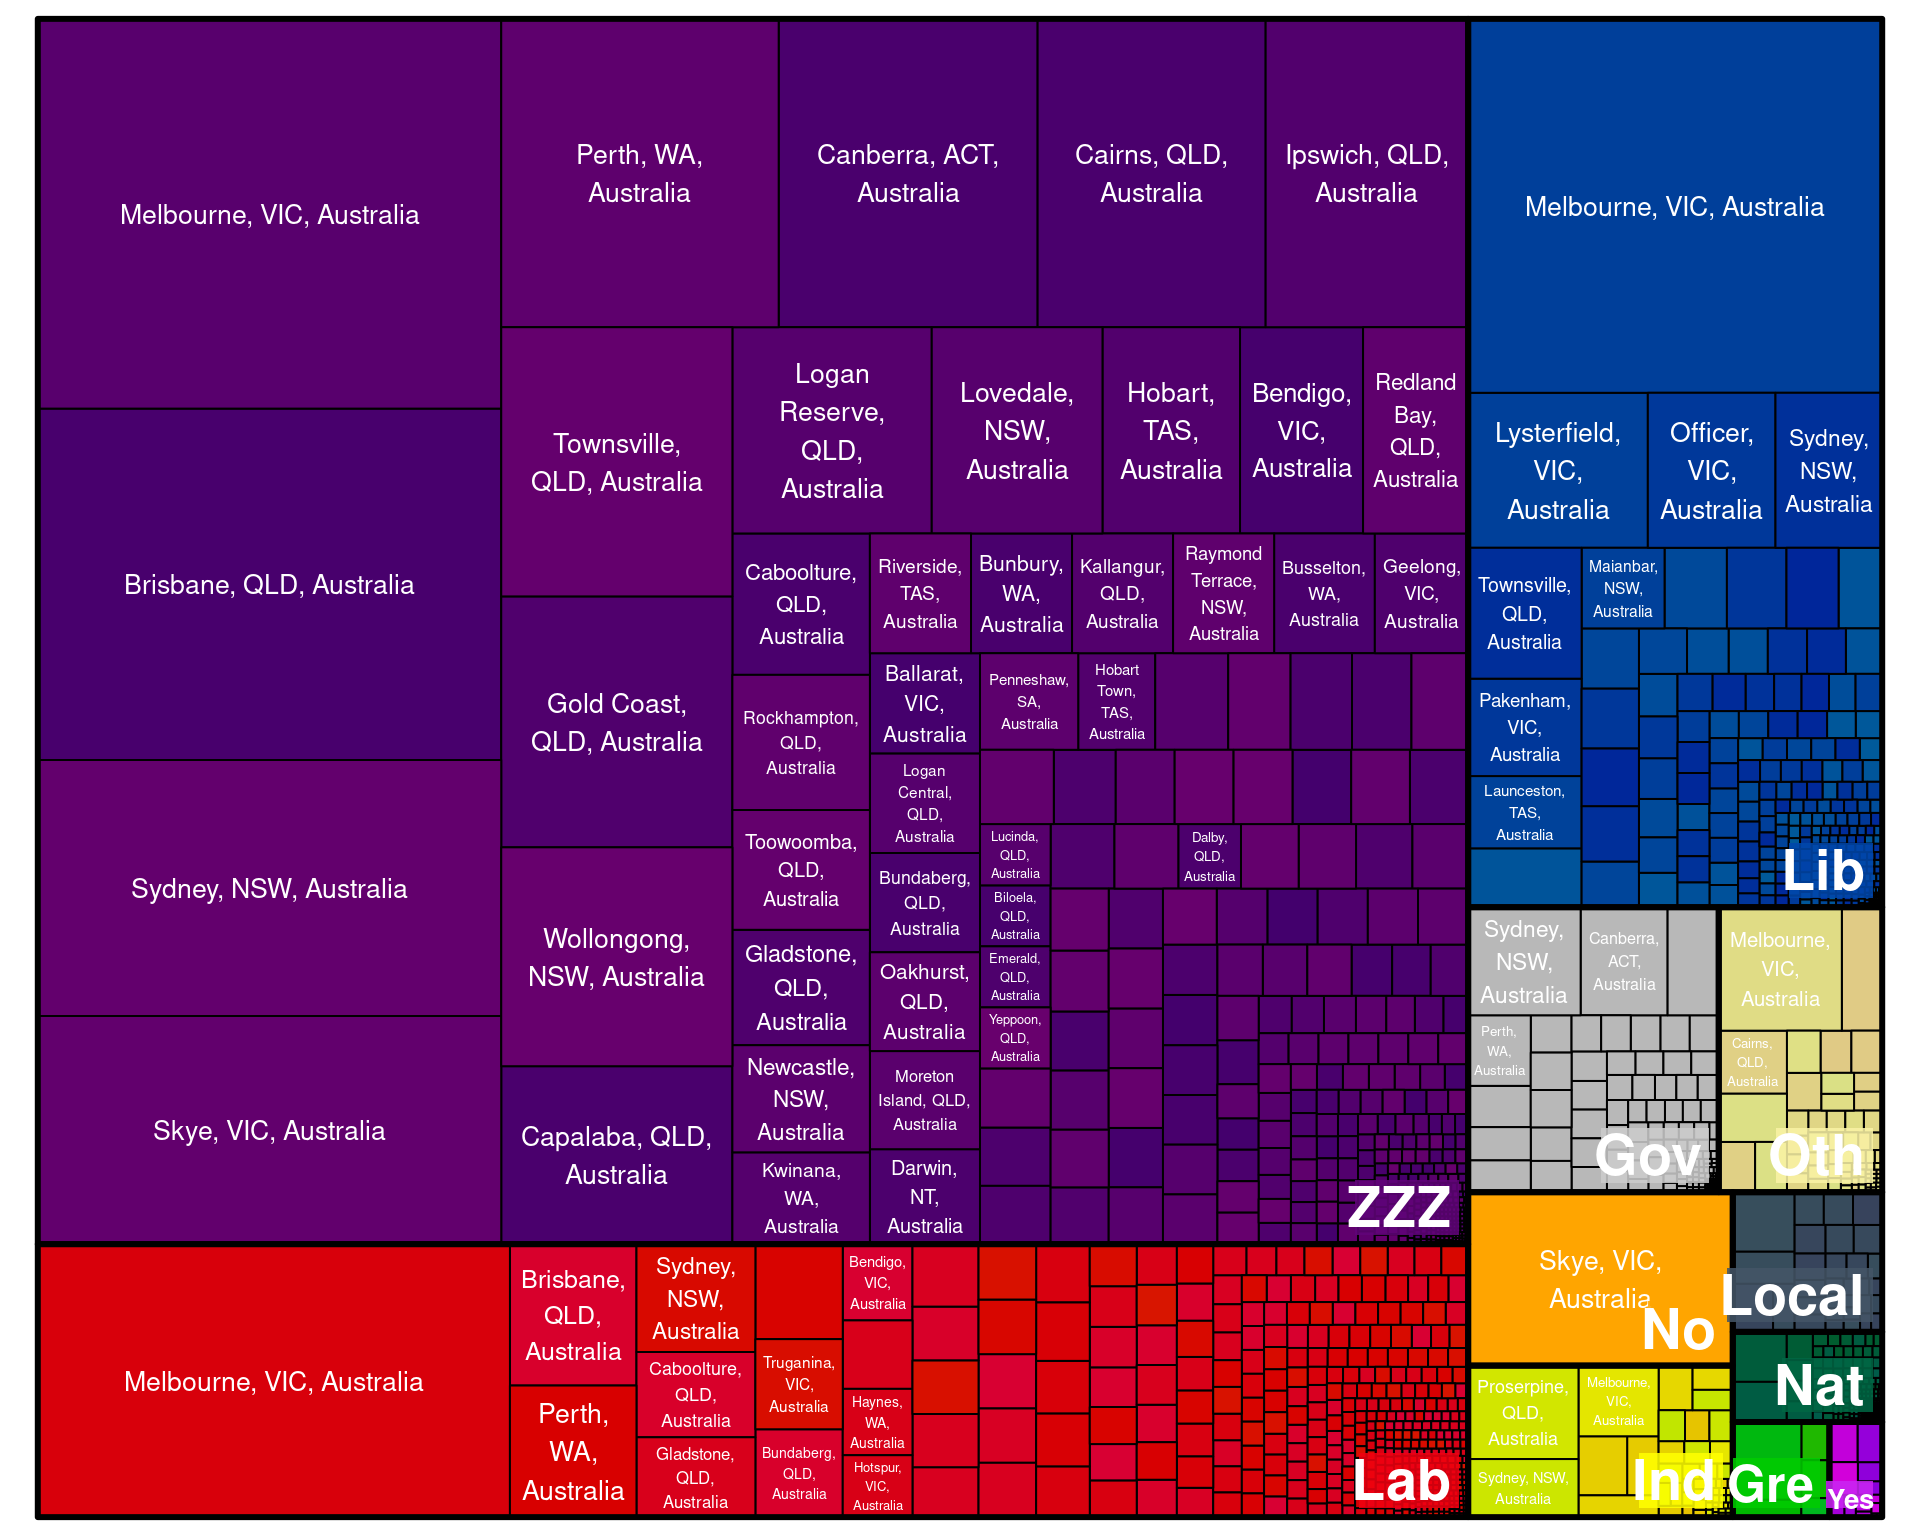 Melbourne, VIC, Australia
Brisbane, QLD, Australia
Sydney, NSW, Australia
Skye, VIC, Australia
Perth, WA,
Australia
Canberra, ACT,
Australia
Cairns, QLD,
Australia
Ipswich, QLD,
Australia
Townsville,
QLD, Australia
Gold Coast,
QLD, Australia
Wollongong,
NSW, Australia
Capalaba, QLD,
Australia
Logan
Reserve,
QLD,
Australia
Lovedale,
NSW,
Australia
Hobart,
TAS,
Australia
Bendigo,
VIC,
Australia
Redland
Bay,
QLD,
Australia
Caboolture,
QLD,
Australia
Rockhampton,
QLD,
Australia
Toowoomba,
QLD,
Australia
Gladstone,
QLD,
Australia
Newcastle,
NSW,
Australia
Kwinana,
WA,
Australia
Riverside,
TAS,
Australia
Bunbury,
WA,
Australia
Kallangur,
QLD,
Australia
Raymond
Terrace,
NSW,
Australia
Busselton,
WA,
Australia
Geelong,
VIC,
Australia
Ballarat,
VIC,
Australia
Logan
Central,
QLD,
Australia
Bundaberg,
QLD,
Australia
Oakhurst,
QLD,
Australia
Moreton
Island, QLD,
Australia
Darwin,
NT,
Australia
Penneshaw,
SA,
Australia
Hobart
Town,
TAS,
Australia
Lucinda,
QLD,
Australia
Biloela,
QLD,
Australia
Emerald,
QLD,
Australia
Yeppoon,
QLD,
Australia
Dalby,
QLD,
Australia
ZZZ
Melbourne, VIC, Australia
Brisbane,
QLD,
Australia
Perth,
WA,
Australia
Sydney,
NSW,
Australia
Caboolture,
QLD,
Australia
Gladstone,
QLD,
Australia
Truganina,
VIC,
Australia
Bundaberg,
QLD,
Australia
Bendigo,
VIC,
Australia
Haynes,
WA,
Australia
Hotspur,
VIC,
Australia
Lab
Melbourne, VIC, Australia
Lysterfield,
VIC,
Australia
Officer,
VIC,
Australia
Sydney,
NSW,
Australia
Townsville,
QLD,
Australia
Maianbar,
NSW,
Australia
Pakenham,
VIC,
Australia
Launceston,
TAS,
Australia
Lib
Sydney,
NSW,
Australia
Canberra,
ACT,
Australia
Perth,
WA,
Australia
Gov
Melbourne,
VIC,
Australia
Cairns,
QLD,
Australia
Oth
Skye, VIC,
Australia
No
Local
Nat
Proserpine,
QLD,
Australia
Melbourne,
VIC,
Australia
Sydney, NSW,
Australia
Ind
Gre
Yes